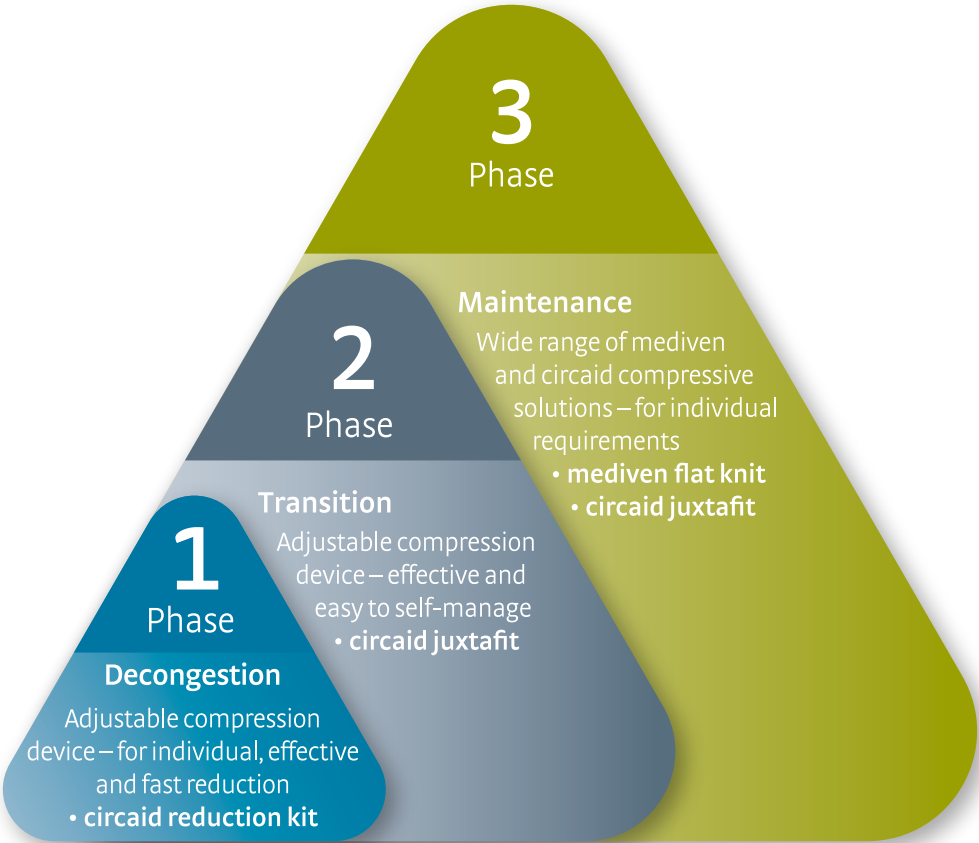 3
Phase
Maintenance
Wide range of mediven
and circaid compressive
solutions – for individual
requirements
• mediven flat knit
• circaid juxtafit
2
Phase
Transition
Adjustable compression
device – effective and
easy to self-manage
• circaid juxtafit
1
Phase
Decongestion
Adjustable compression
device – for individual, effective
and fast reduction
• circaid reduction kit